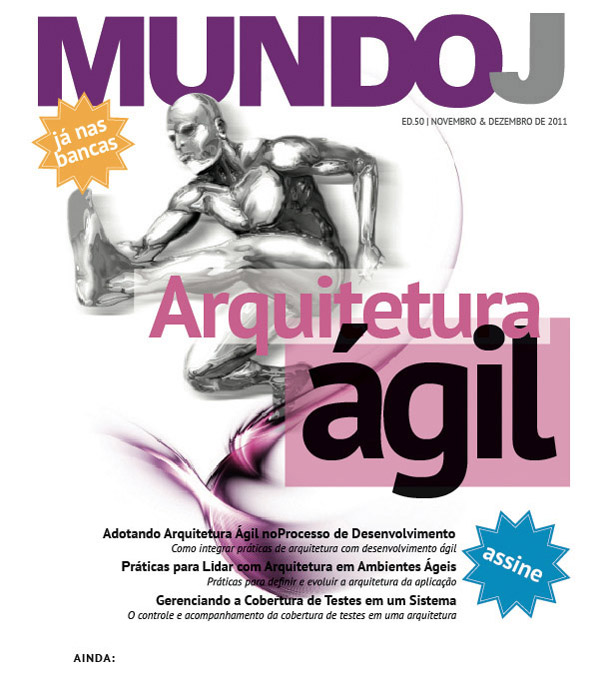 MUNDOJ
ED.50 | NOVEMBRO & DEZEMBRO DE 2011
já nas
bancas
Arquitetura
ágil
Adotando Arquitetura Ágil noProcesso de Desenvolvimento
Como integrar práticas de arquitetura com desenvolvimento ágil
Práticas para Lidar com Arquitetura em Ambientes Ágeis
Práticas para definir e evoluir a arquitetura da aplicação
Gerenciando a Cobertura de Testes em um Sistema
O controle e acompanhamento da cobertura de testes em uma arquitetura
assine
AINDA: